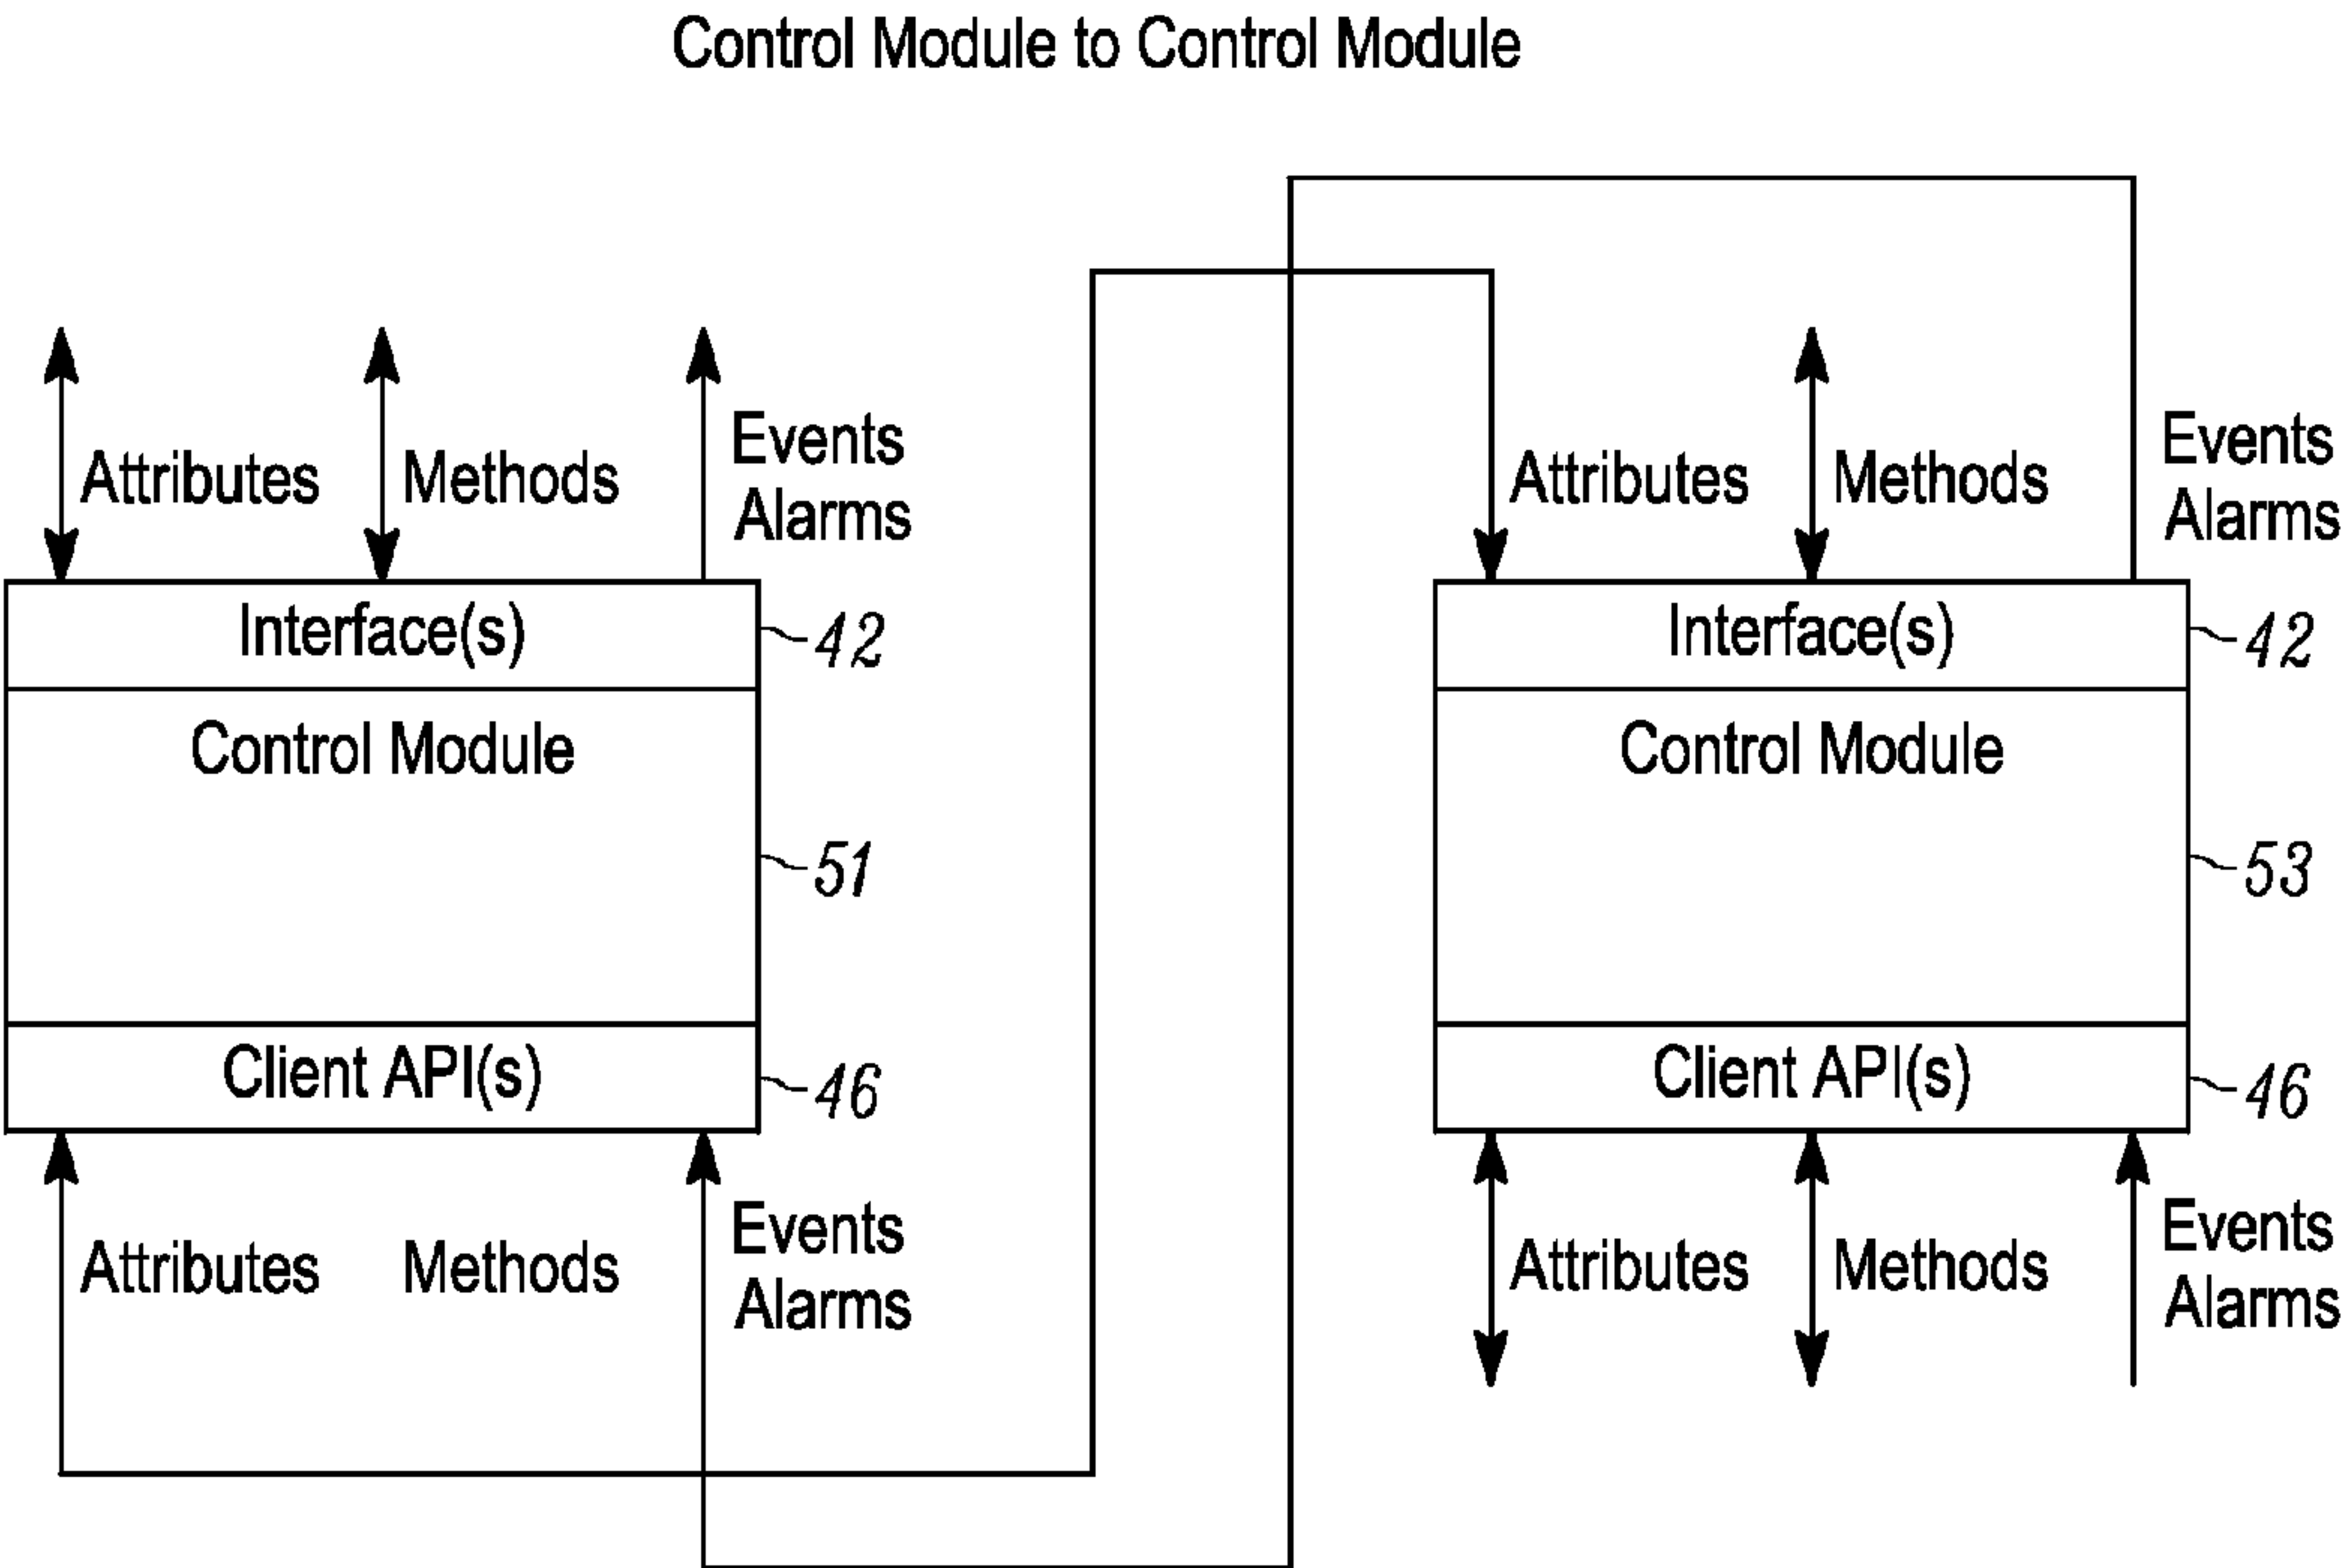 Control Module to Control Module
Attributes
Methods
Events
Alarms
Interface(s)
42
Control Module
51
Client API(s)
46
Attributes
Methods
Events
Alarms
Attributes
Methods
Events
Alarms
Interface(s)
42
Control Module
53
Client API(s)
46
Attributes
Methods
Events
Alarms